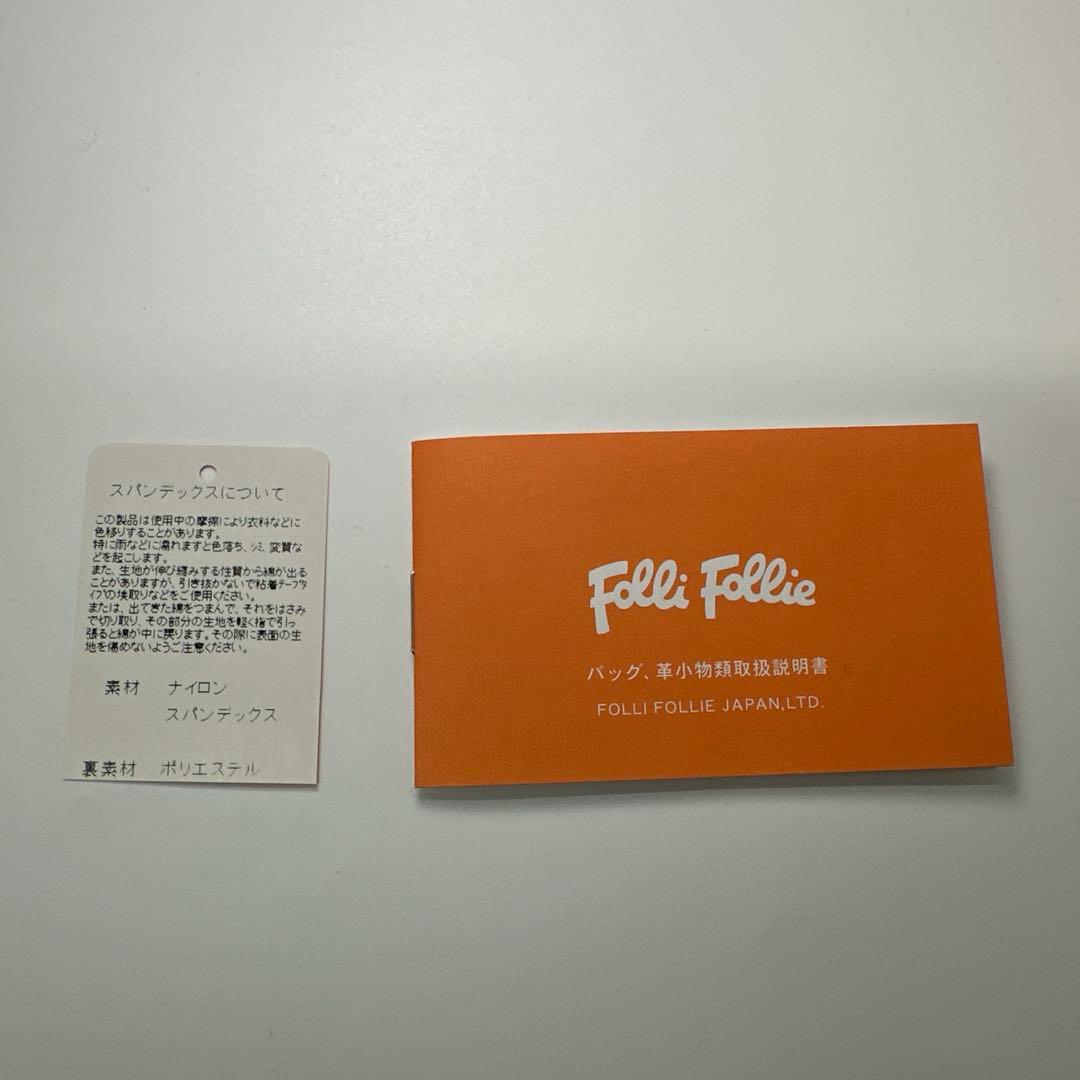 スパンデックスについて
この製品は使用中の摩擦により衣料などに
色移りすることがあります。
特に雨などに濡れますと色落ち、シミ、変質な
どを起こします。
また、生地が伸び縮みする性質から綿が出る
ことがありますが、引き抜かないで粘着テープタ
イプの埃取りなどをご使用ください。
または、出てきた綿をつまんで、それをはさみ
で切り取り、その部分の生地を軽く指で引っ
張ると綿が中に戻ります。その際に表面の生
地を傷めないようご注意ください。
素材 ナイロン
スパンデックス
裏素材 ポリエステル
Folli Follie
バッグ、革小物類取扱説明書
FOLLI FOLLIE JAPAN,LTD.